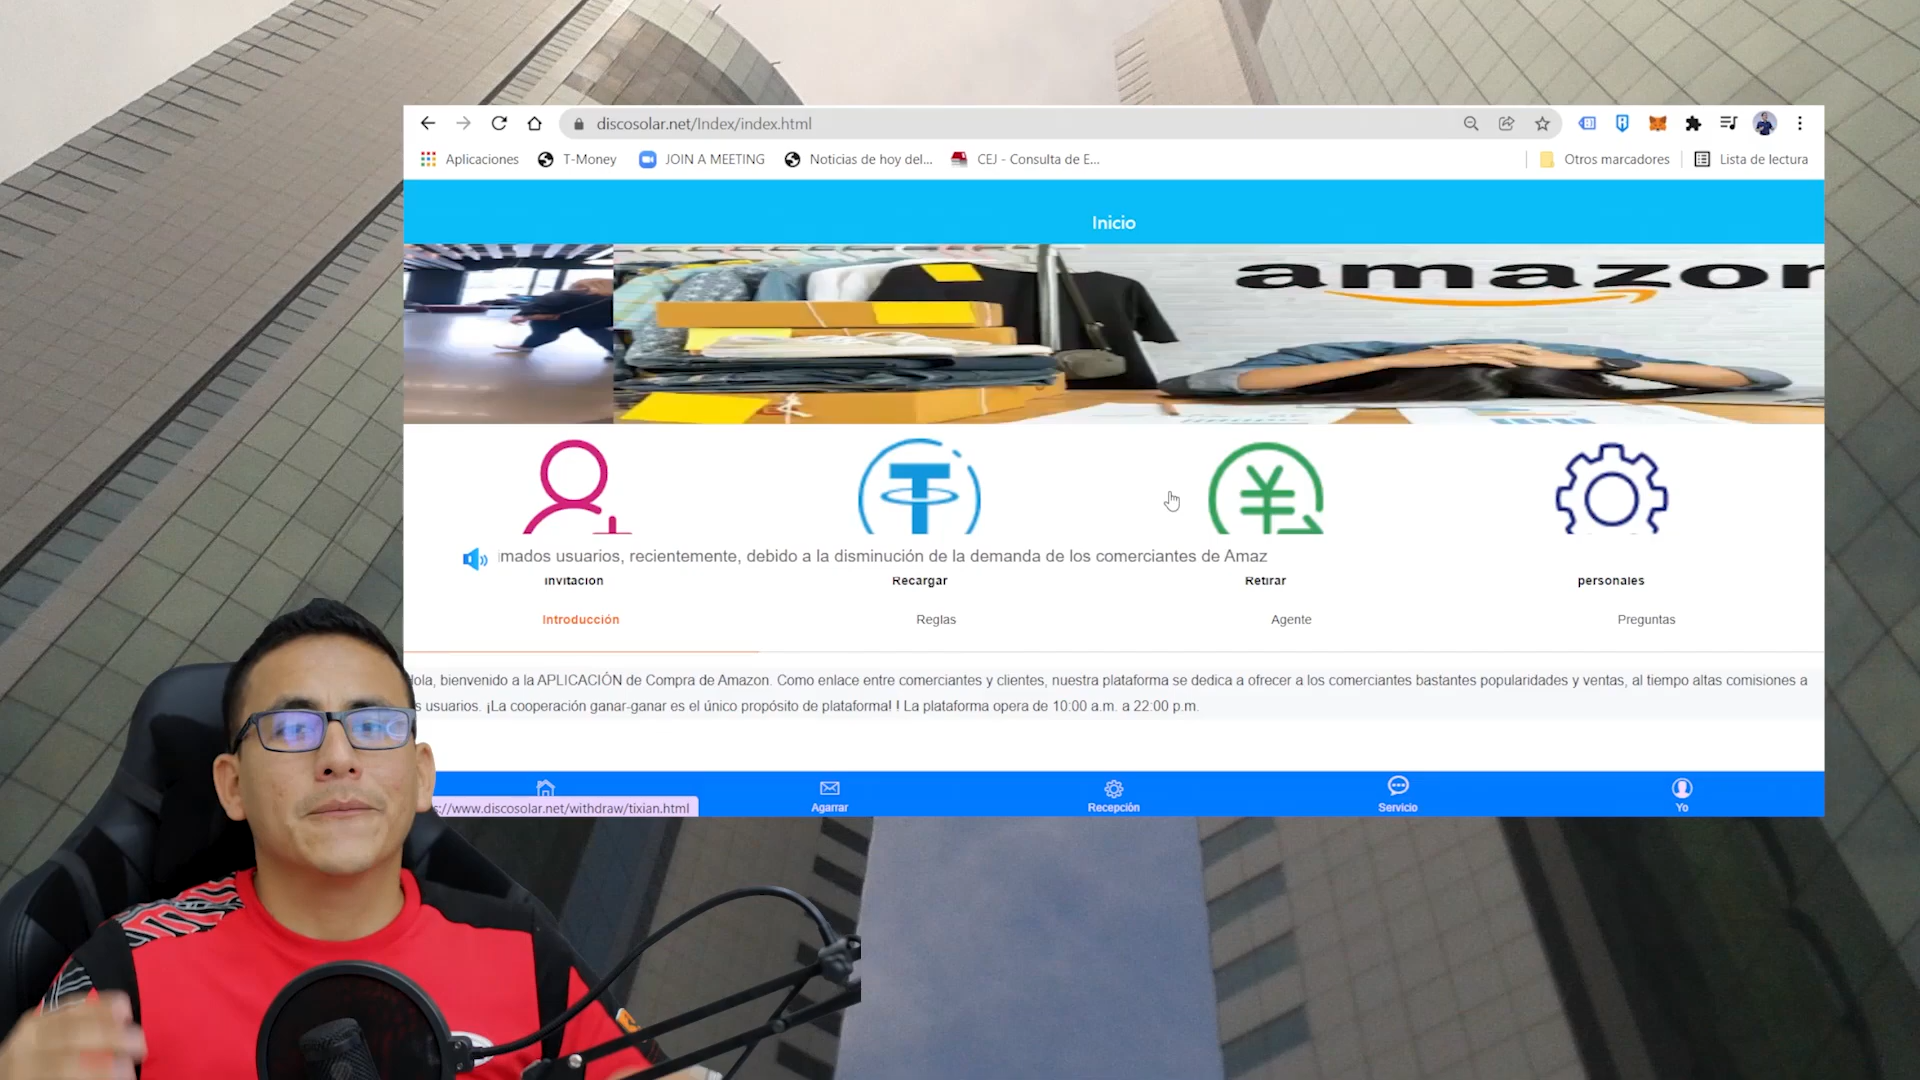 discosolar.net/Index/index.html
Aplicaciones
T-Money
JOIN A MEETING
Noticias de hoy del...
CEJ - Consulta de E...
Otros marcadores
Lista de lectura
Inicio
amazon
imados usuarios, recientemente, debido a la disminución de la demanda de los comerciantes de Amaz
Invitación
Recargar
Retirar
personales
Introducción
Reglas
Agente
Preguntas
ola, bienvenido a la APLICACIÓN de Compra de Amazon. Como enlace entre comerciantes y clientes, nuestra plataforma se dedica a ofrecer a los comerciantes bastantes popularidades y ventas, al tiempo altas comisiones a
s usuarios. ¡La cooperación ganar-ganar es el único propósito de plataforma! ! La plataforma opera de 10:00 a.m. a 22:00 p.m.
Agarrar
Recepción
Servicio
Yo
s://www.discosolar.net/withdraw/tixian.html